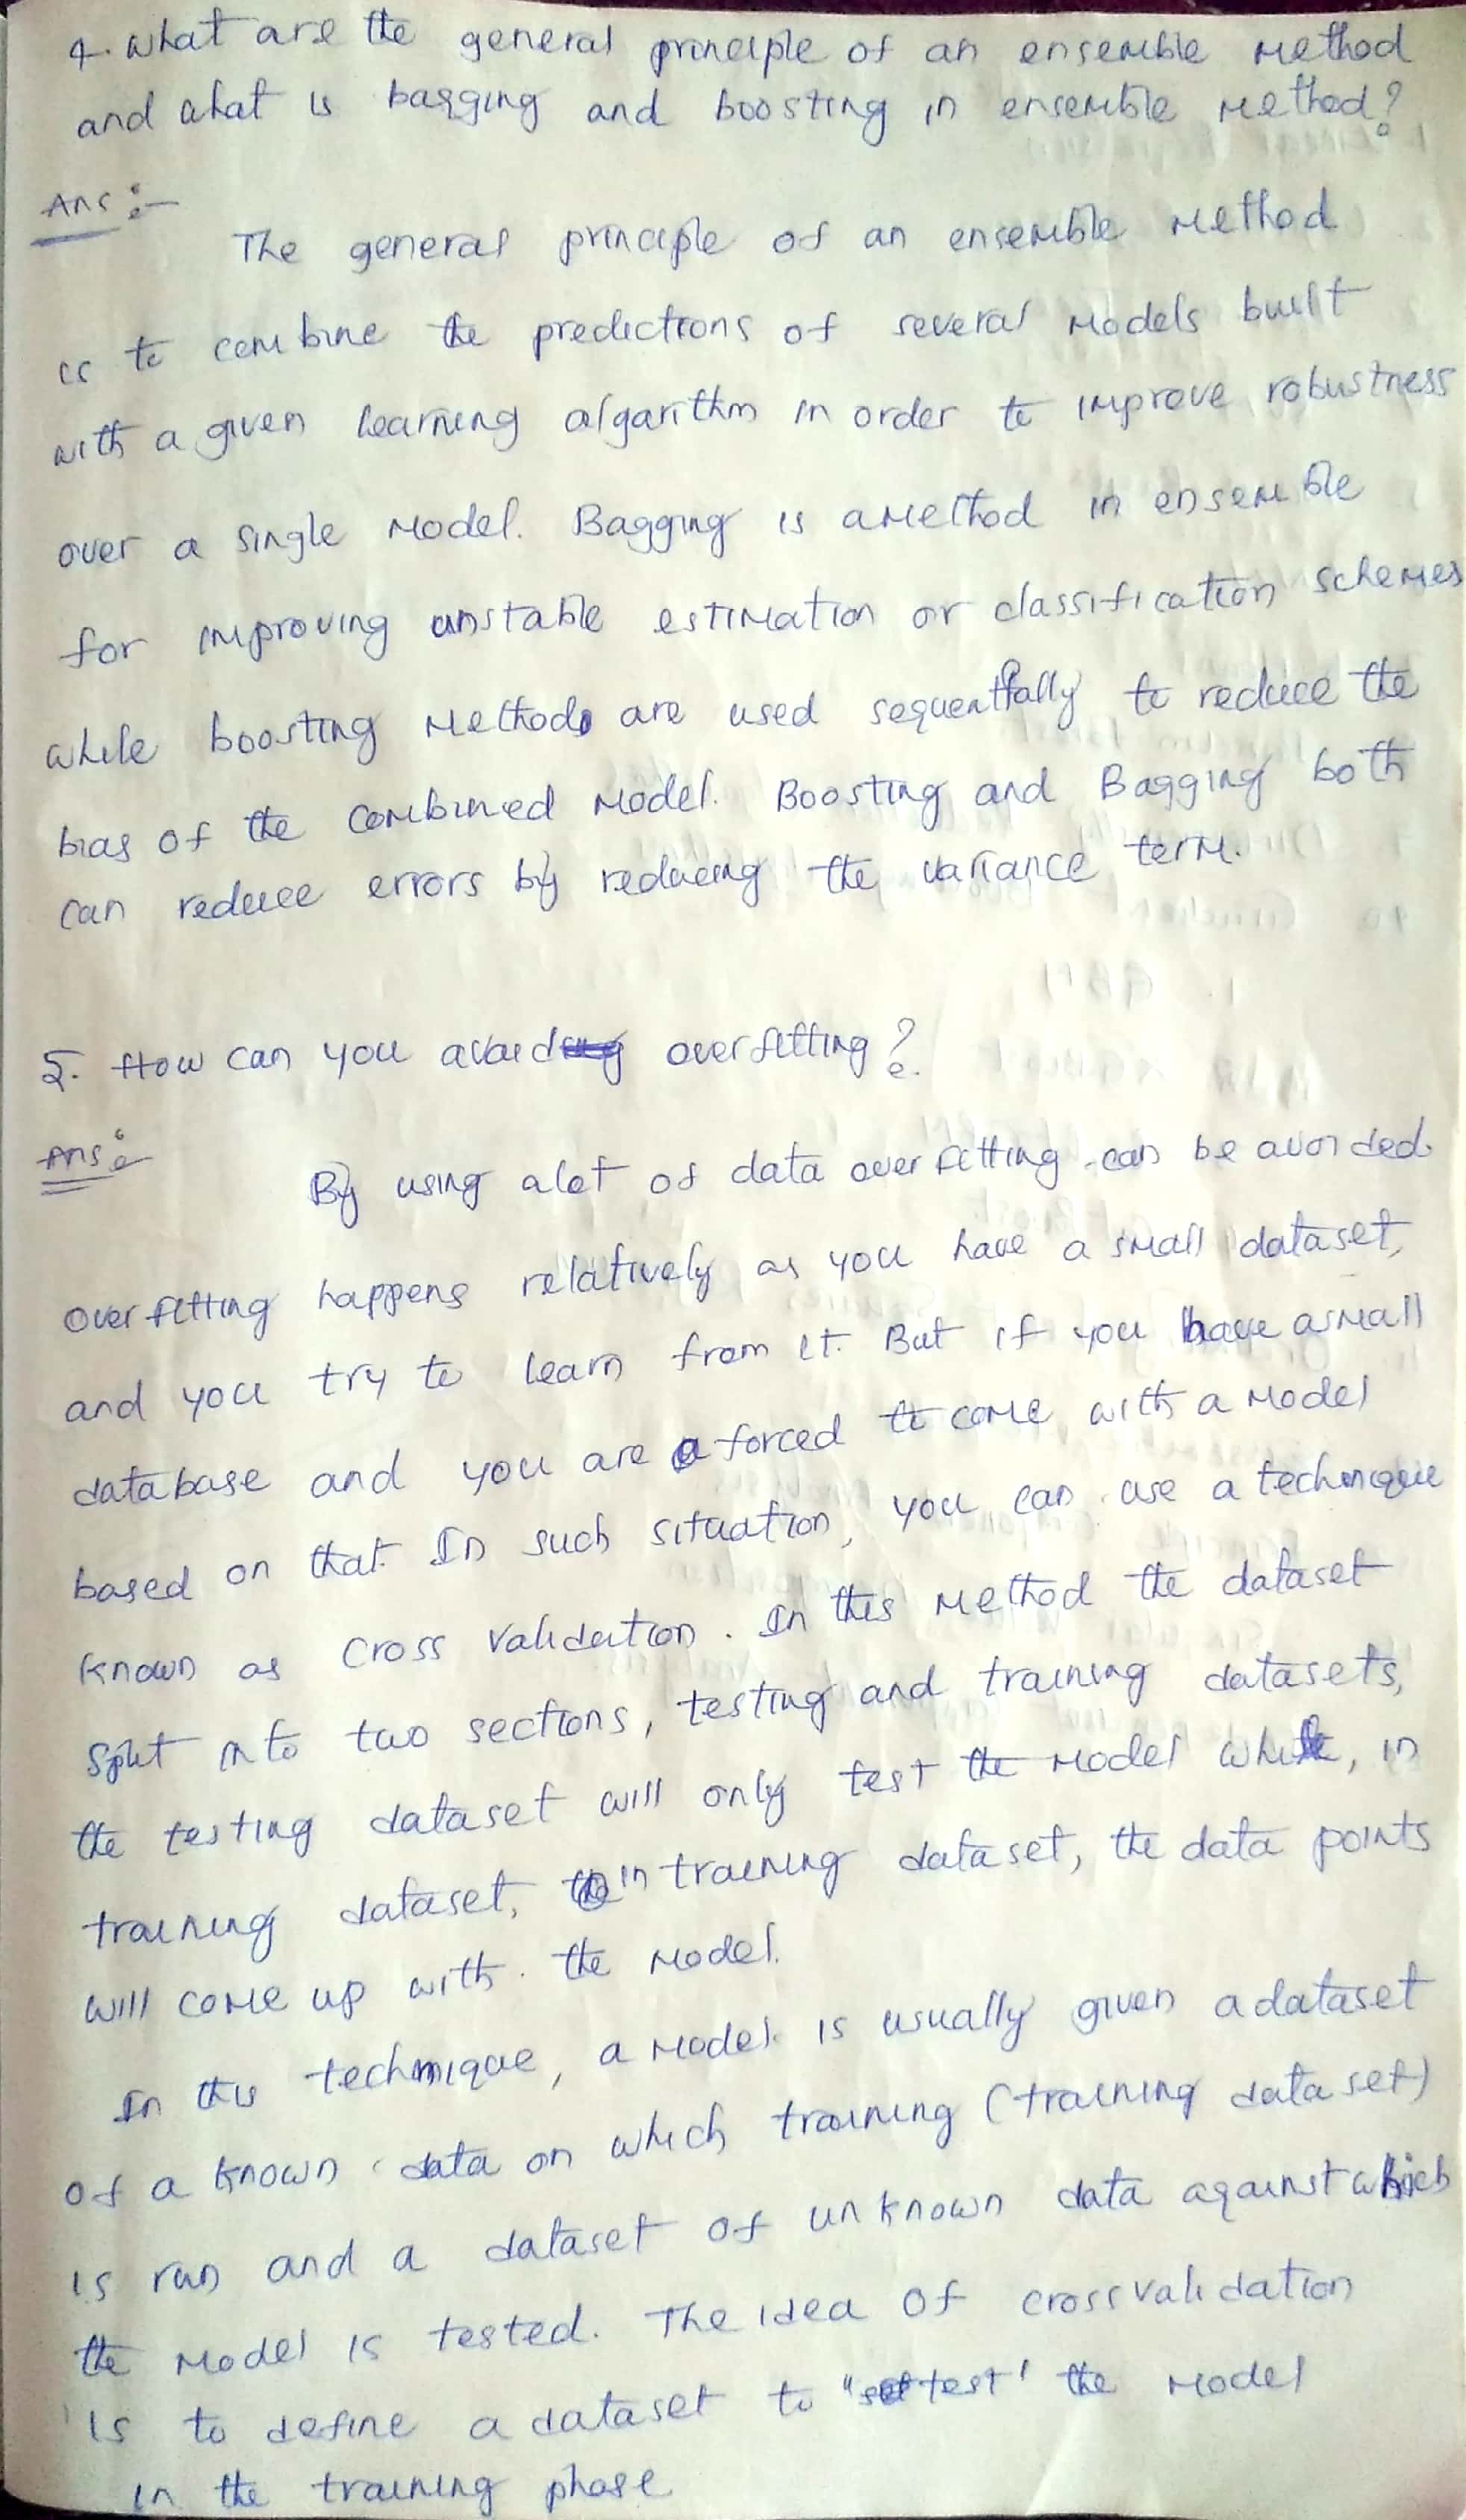 4. What are the general principle of an ensemble method
and what is bagging and boosting in ensemble method?
Ans :-
The general principle of an ensemble method
is to combine the predictions of several models built
with a given learning algorithm in order to improve robustness
over a single model. Bagging is a method in ensemble
for improving unstable estimation or classification schemes
while boosting methods are used sequentially to reduce the
bias of the combined model. Boosting and Bagging both
can reduce errors by reducing the variance term.
5. How can you avoid overfitting?
Ans :-
By using a lot of data overfitting can be avoided.
overfitting happens relatively as you have a small dataset,
and you try to learn from it. But if you have a small
database and you are forced to come with a model
based on that. In such situation, you can use a technique
known as cross validation. In this method the dataset
split into two sections, testing and training datasets,
the testing dataset will only test the model while, in
training dataset, in training dataset, the data points
will come up with the model.
In this technique, a model is usually given a dataset
of a known data on which training (training data set)
is run and a dataset of unknown data against which
the model is tested. The idea of cross validation
is to define a dataset to "test" the model
in the training phase